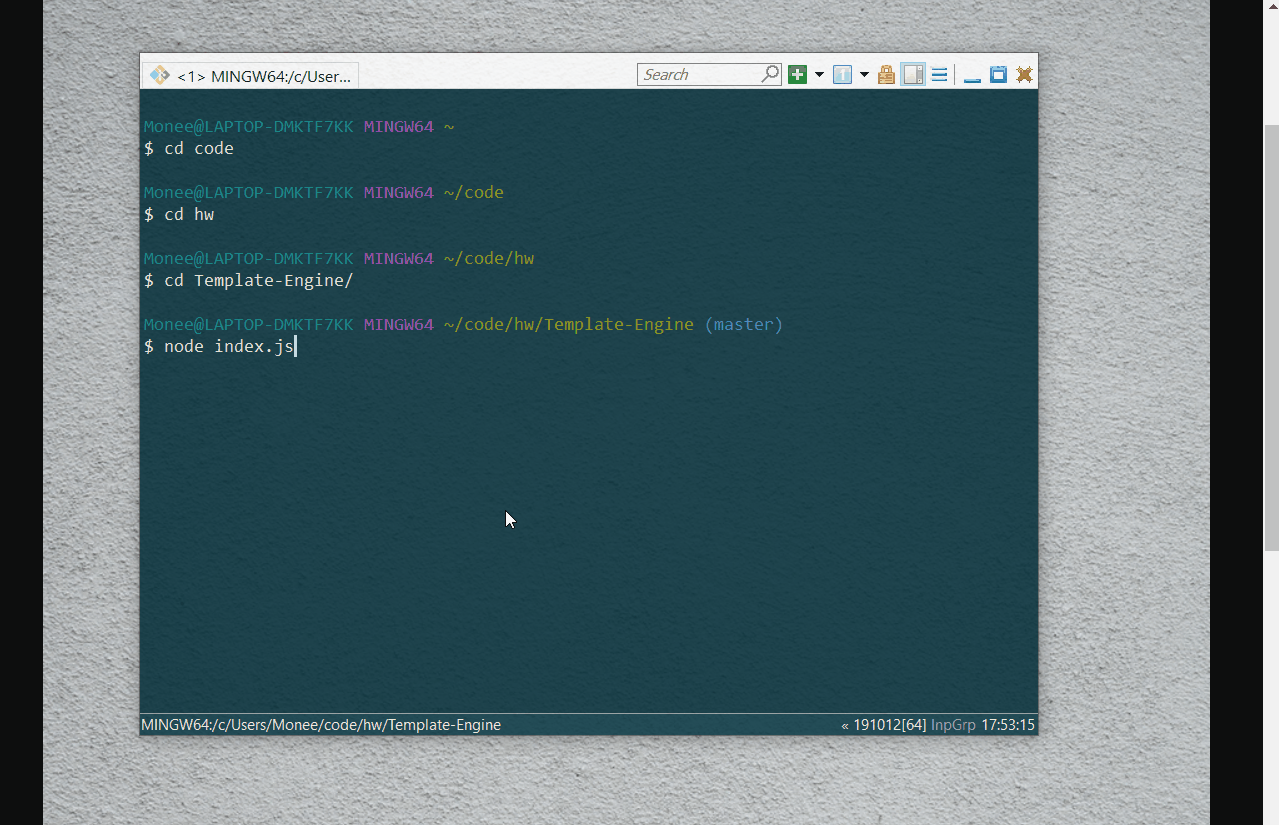 <1> MINGW64:/c/User...
Search
Monee@LAPTOP-DMKTF7KK MINGW64 ~
$ cd code
Monee@LAPTOP-DMKTF7KK MINGW64 ~/code
$ cd hw
Monee@LAPTOP-DMKTF7KK MINGW64 ~/code/hw
$ cd Template-Engine/
Monee@LAPTOP-DMKTF7KK MINGW64 ~/code/hw/Template-Engine (master)
$ node index.js
MINGW64:/c/Users/Monee/code/hw/Template-Engine
« 191012[64] InpGrp 17:53:15